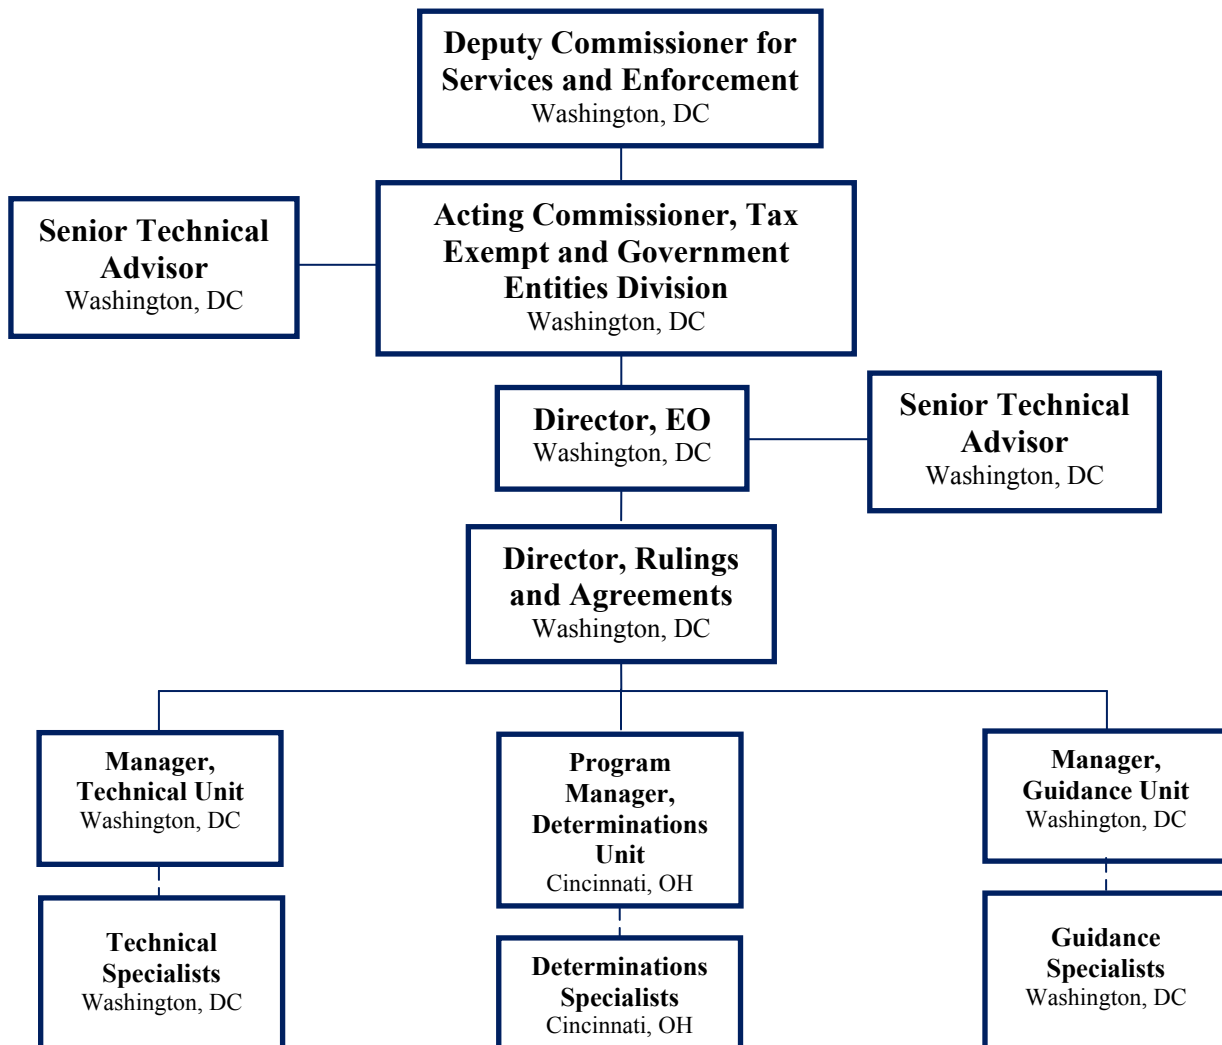 Deputy Commissioner for
Services and Enforcement
Washington, DC
Acting Commissioner, Tax
Exempt and Government
Entities Division
Washington, DC
Senior Technical
Advisor
Washington, DC
Director, EO
Washington, DC
Senior Technical
Advisor
Washington, DC
Director, Rulings
and Agreements
Washington, DC
Manager,
Technical Unit
Washington, DC
Program
Manager,
Determinations
Unit
Cincinnati, OH
Manager,
Guidance Unit
Washington, DC
Technical
Specialists
Washington, DC
Determinations
Specialists
Cincinnati, OH
Guidance
Specialists
Washington, DC